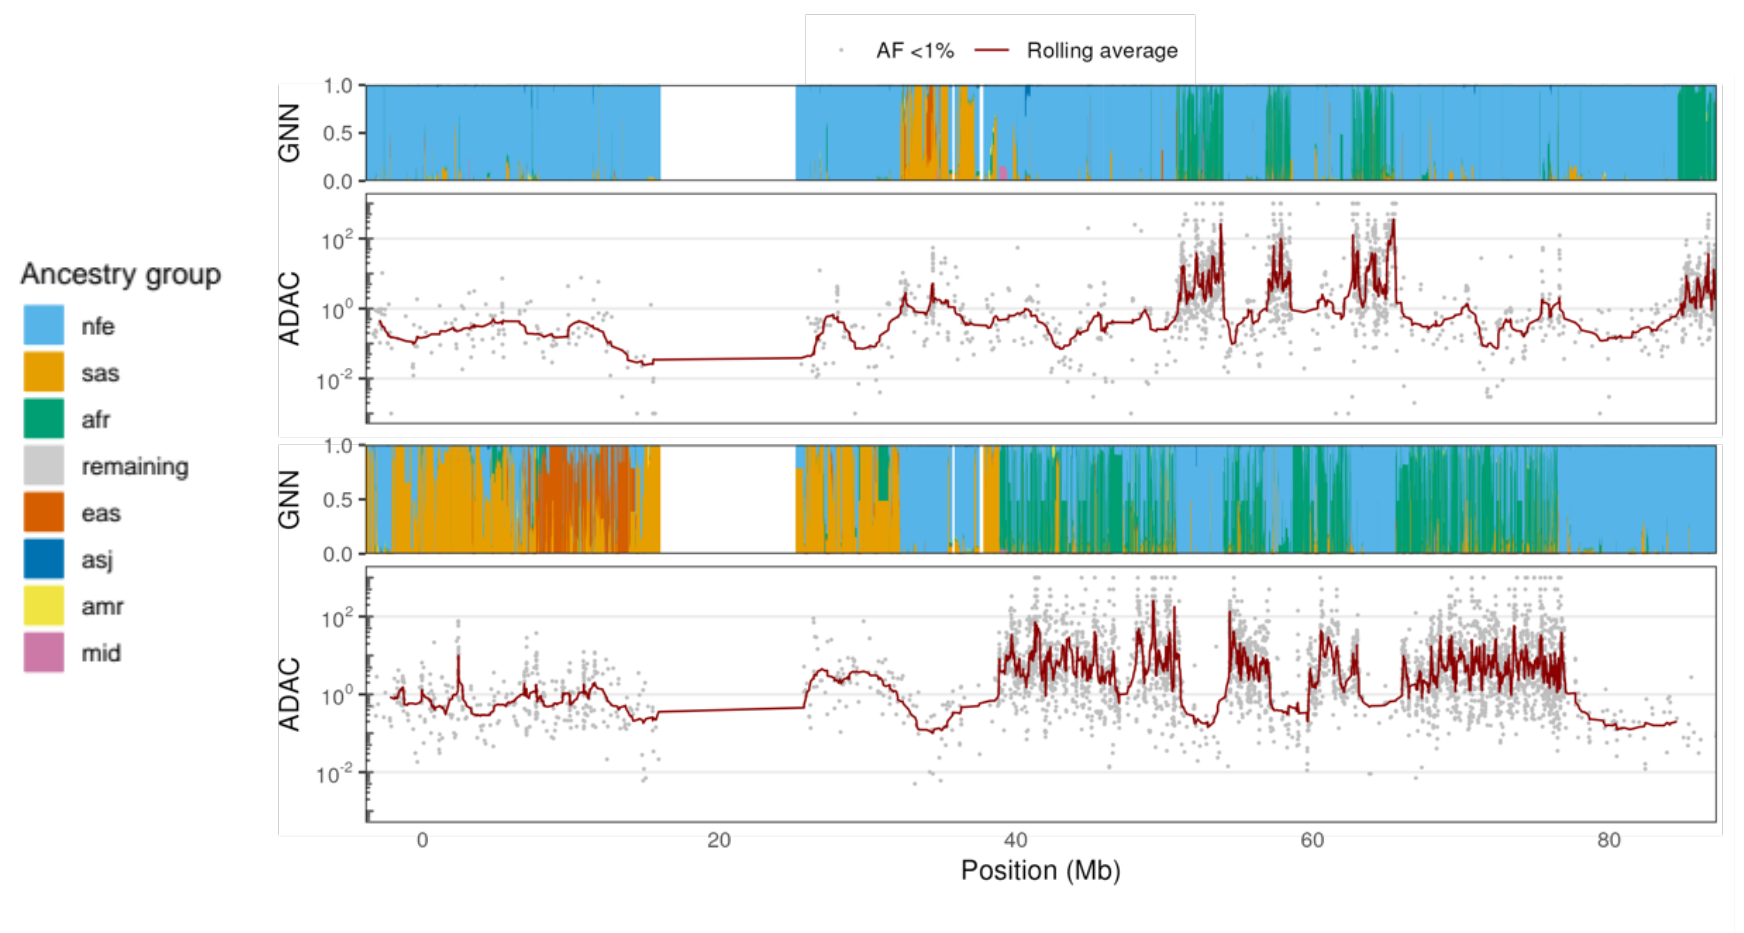 AF <1% Rolling average
GNN
1.0
0.5
0.0
ADAC
10²
10⁰
10⁻²
Ancestry group
nfe
sas
afr
remaining
eas
asj
amr
mid
GNN
1.0
0.5
0.0
ADAC
10²
10⁰
10⁻²
0 20 40 60 80
Position (Mb)